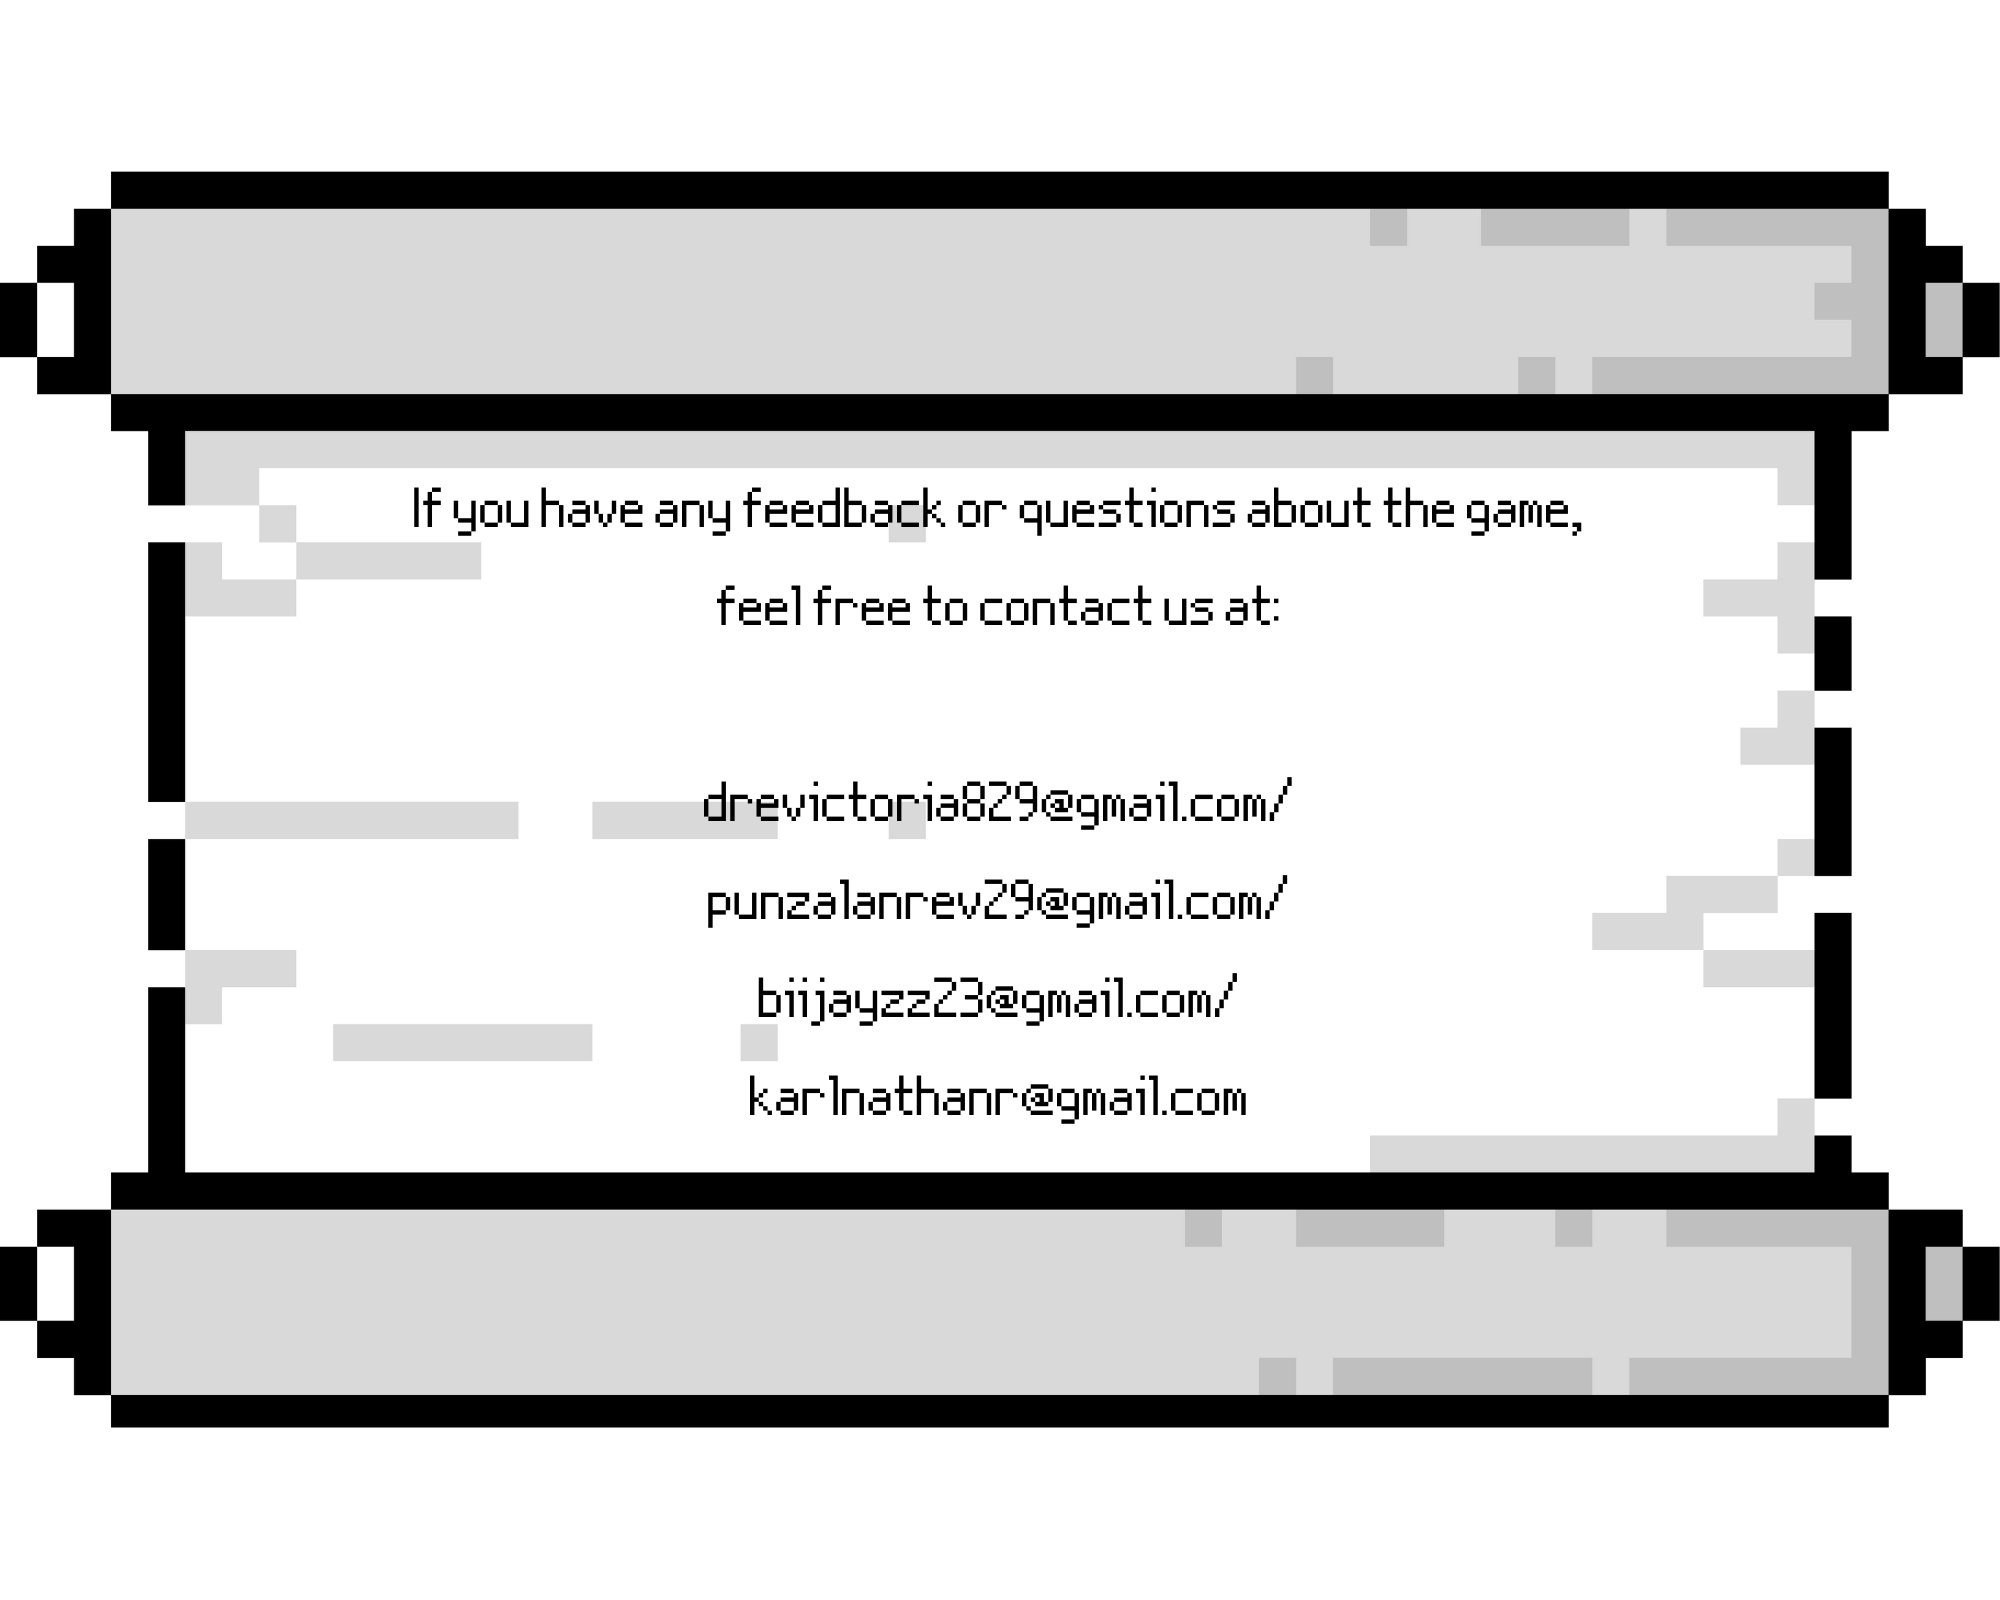 If you have any feedback or questions about the game,
feel free to contact us at:
drevictoria829@gmail.com/
punzalanrev29@gmail.com/
biijayzz23@gmail.com/
karlnathanr@gmail.com